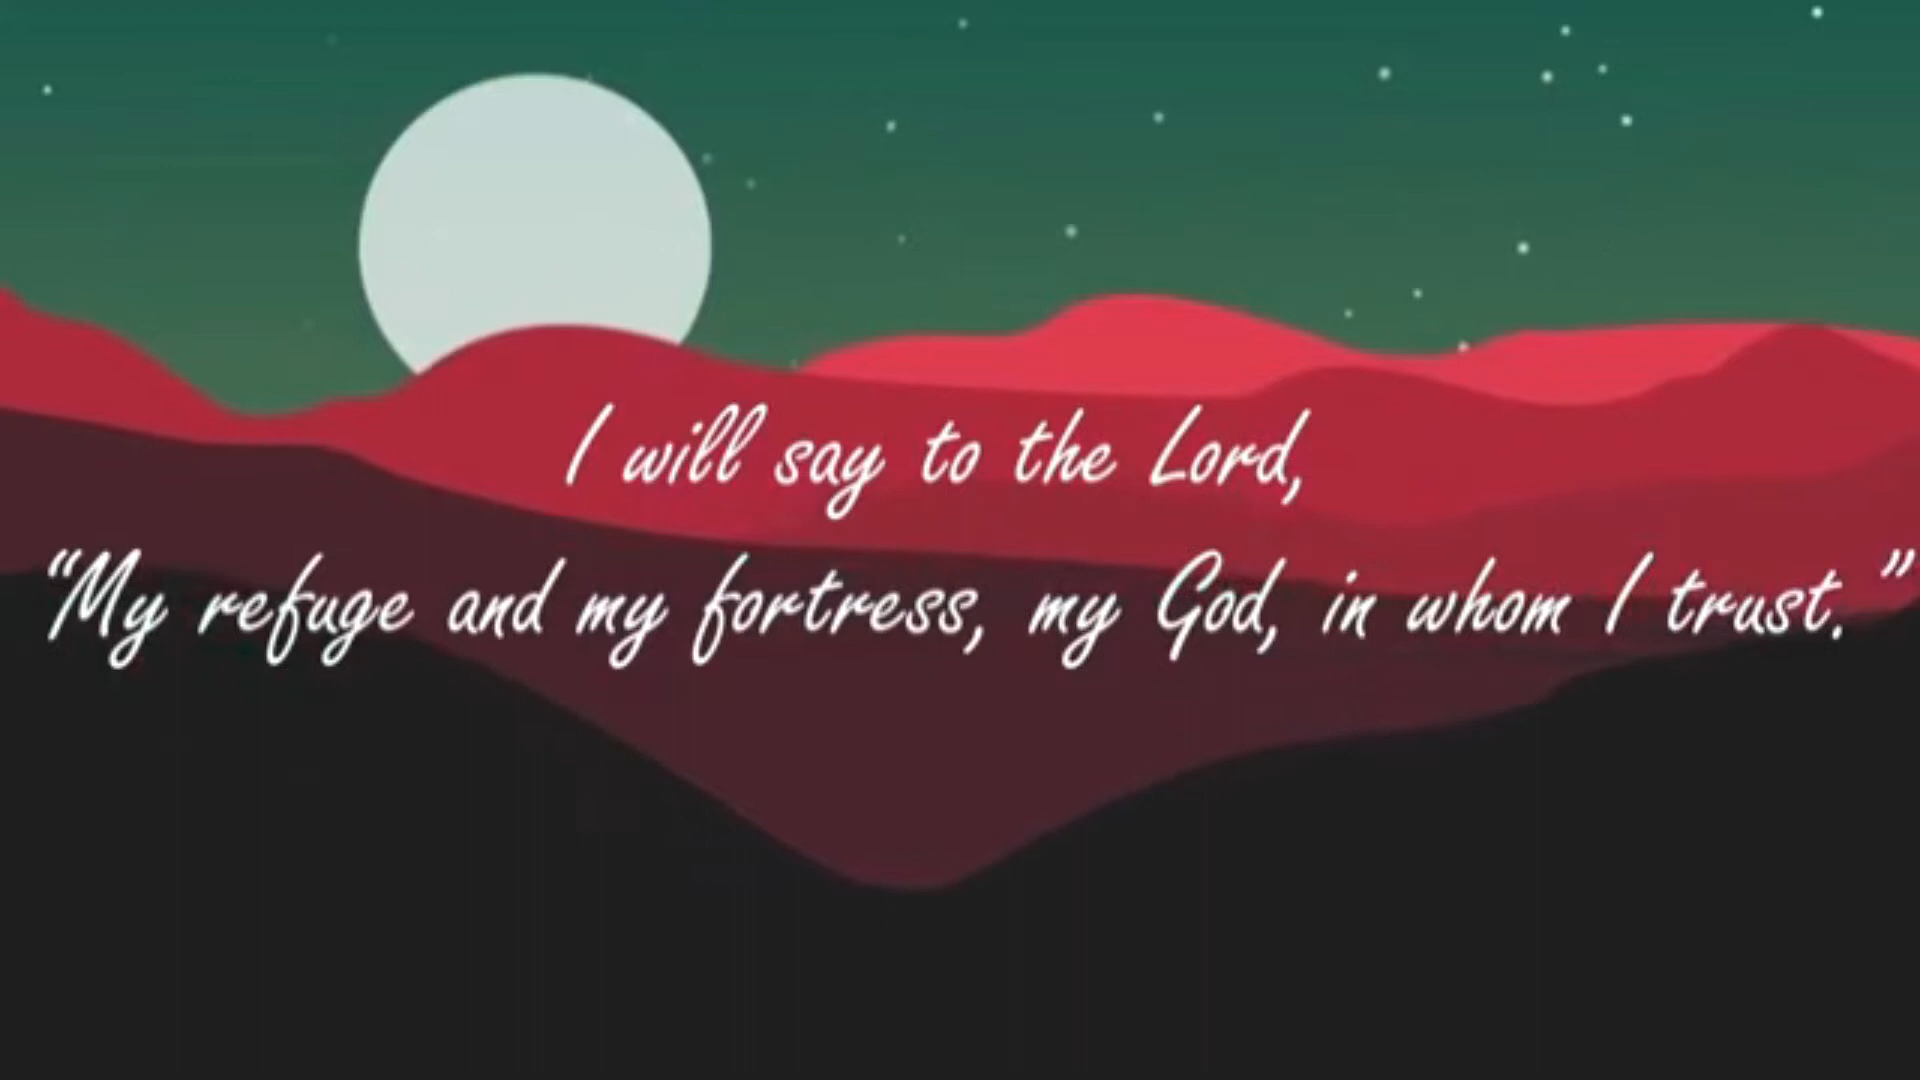 I will say to the Lord,
“My refuge and my fortress, my God, in whom I trust.”